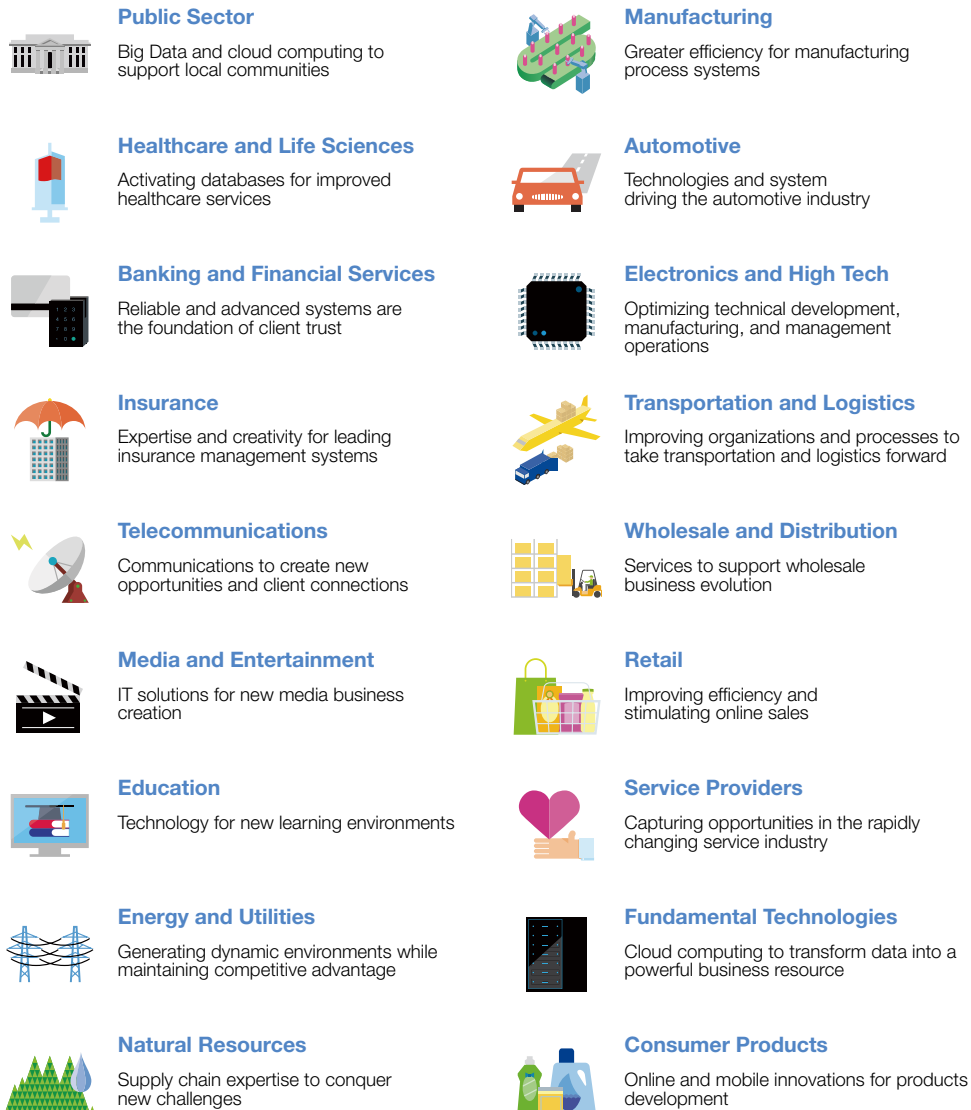 Public Sector
Big Data and cloud computing to
support local communities
Healthcare and Life Sciences
Activating databases for improved
healthcare services
Banking and Financial Services
Reliable and advanced systems are
the foundation of client trust
Insurance
Expertise and creativity for leading
insurance management systems
Telecommunications
Communications to create new
opportunities and client connections
Media and Entertainment
IT solutions for new media business
creation
Education
Technology for new learning environments
Energy and Utilities
Generating dynamic environments while
maintaining competitive advantage
Natural Resources
Supply chain expertise to conquer
new challenges
Manufacturing
Greater efficiency for manufacturing
process systems
Automotive
Technologies and system
driving the automotive industry
Electronics and High Tech
Optimizing technical development,
manufacturing, and management
operations
Transportation and Logistics
Improving organizations and processes to
take transportation and logistics forward
Wholesale and Distribution
Services to support wholesale
business evolution
Retail
Improving efficiency and
stimulating online sales
Service Providers
Capturing opportunities in the rapidly
changing service industry
Fundamental Technologies
Cloud computing to transform data into a
powerful business resource
Consumer Products
Online and mobile innovations for products
development